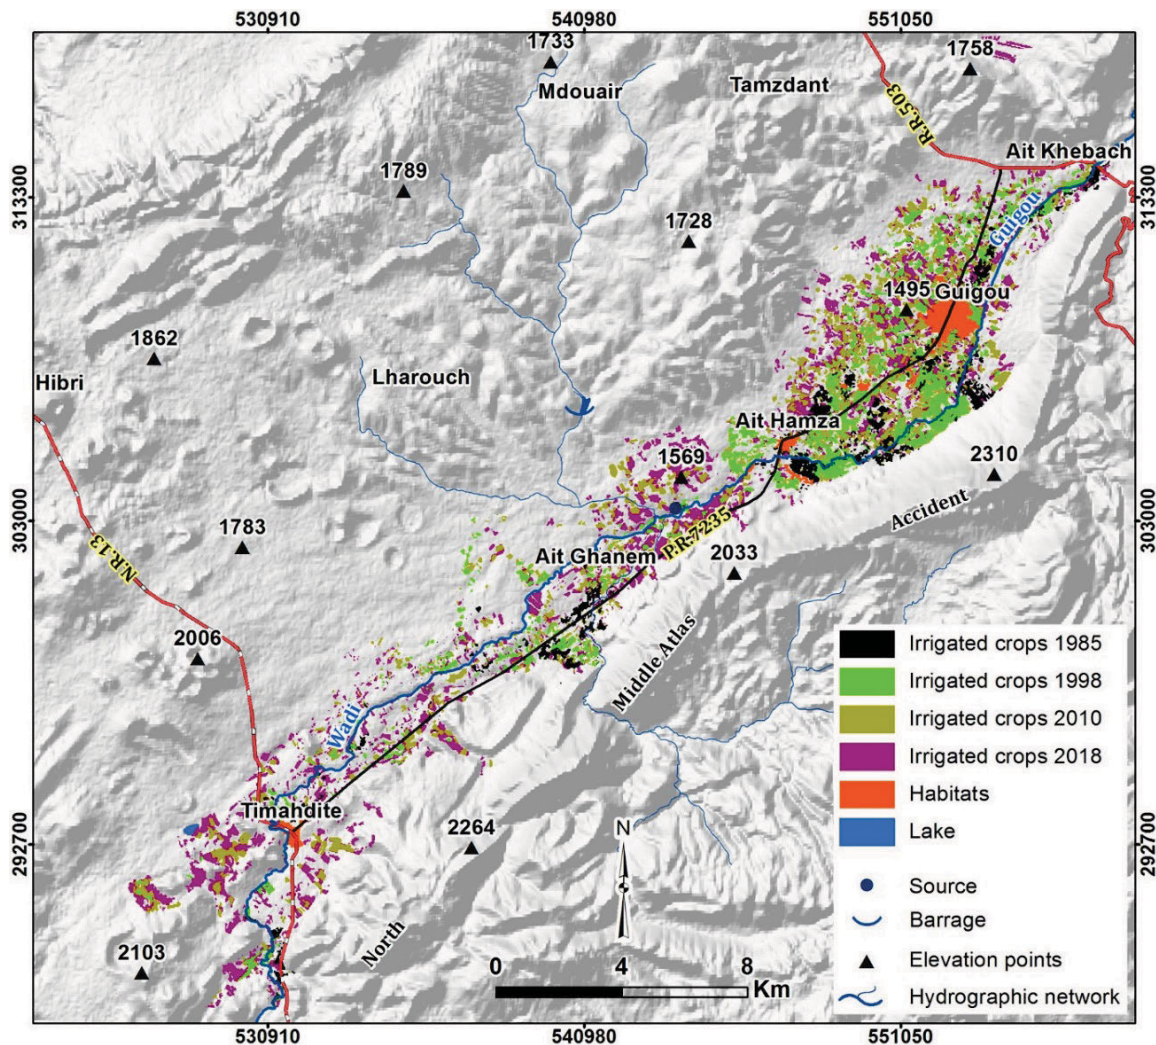 530910 540980 551050
1733
1758
Mdouair
Tamzdant
R.R.503
Ait Khebach
313300
313300
1789
1728
Guigou
1495
Guigou
1862
Hibri
Lharouch
Ait Hamza
1569
2310
303000
303000
Accident
1783
P.R.7235
N.R.13
Ait Ghanem
2033
2006
Middle Atlas
Wadi
Timahdite
2264
292700
292700
North
2103
N
0 4 8
Km
Irrigated crops 1985
Irrigated crops 1998
Irrigated crops 2010
Irrigated crops 2018
Habitats
Lake
Source
Barrage
Elevation points
Hydrographic network
530910 540980 551050